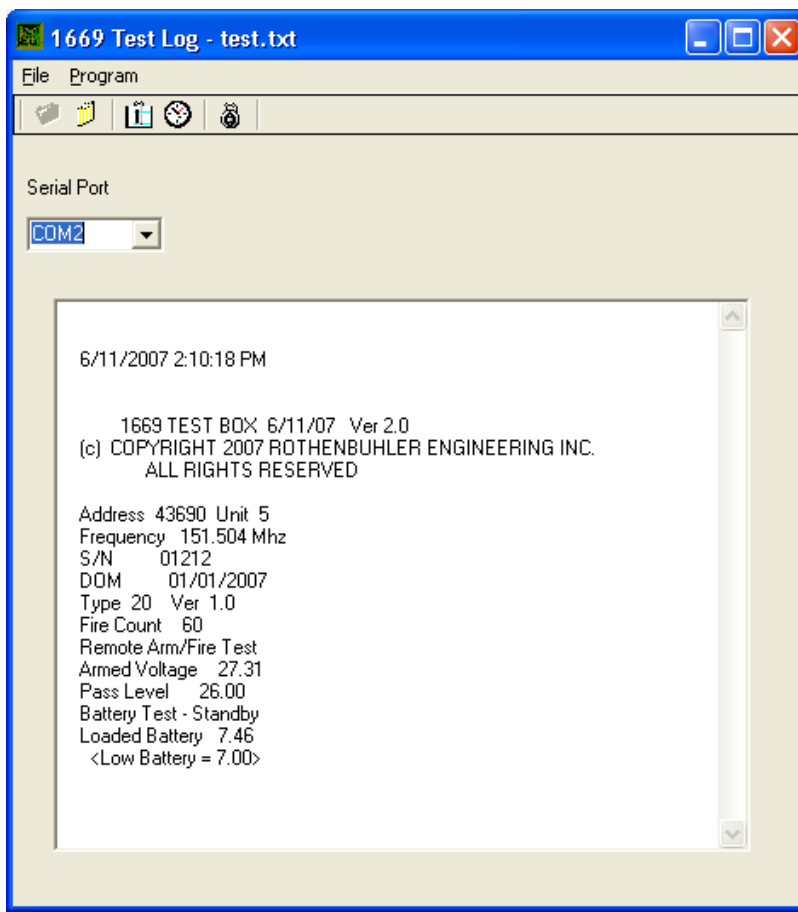 1669 Test Log - test.txt
File Program
Serial Port
COM2
6/11/2007 2:10:18 PM
1669 TEST BOX 6/11/07 Ver 2.0
(c) COPYRIGHT 2007 ROTHENBUHLER ENGINEERING INC.
ALL RIGHTS RESERVED
Address 43690 Unit 5
Frequency 151.504 Mhz
S/N 01212
DOM 01/01/2007
Type 20 Ver 1.0
Fire Count 60
Remote Arm/Fire Test
Armed Voltage 27.31
Pass Level 26.00
Battery Test - Standby
Loaded Battery 7.46
<Low Battery = 7.00>